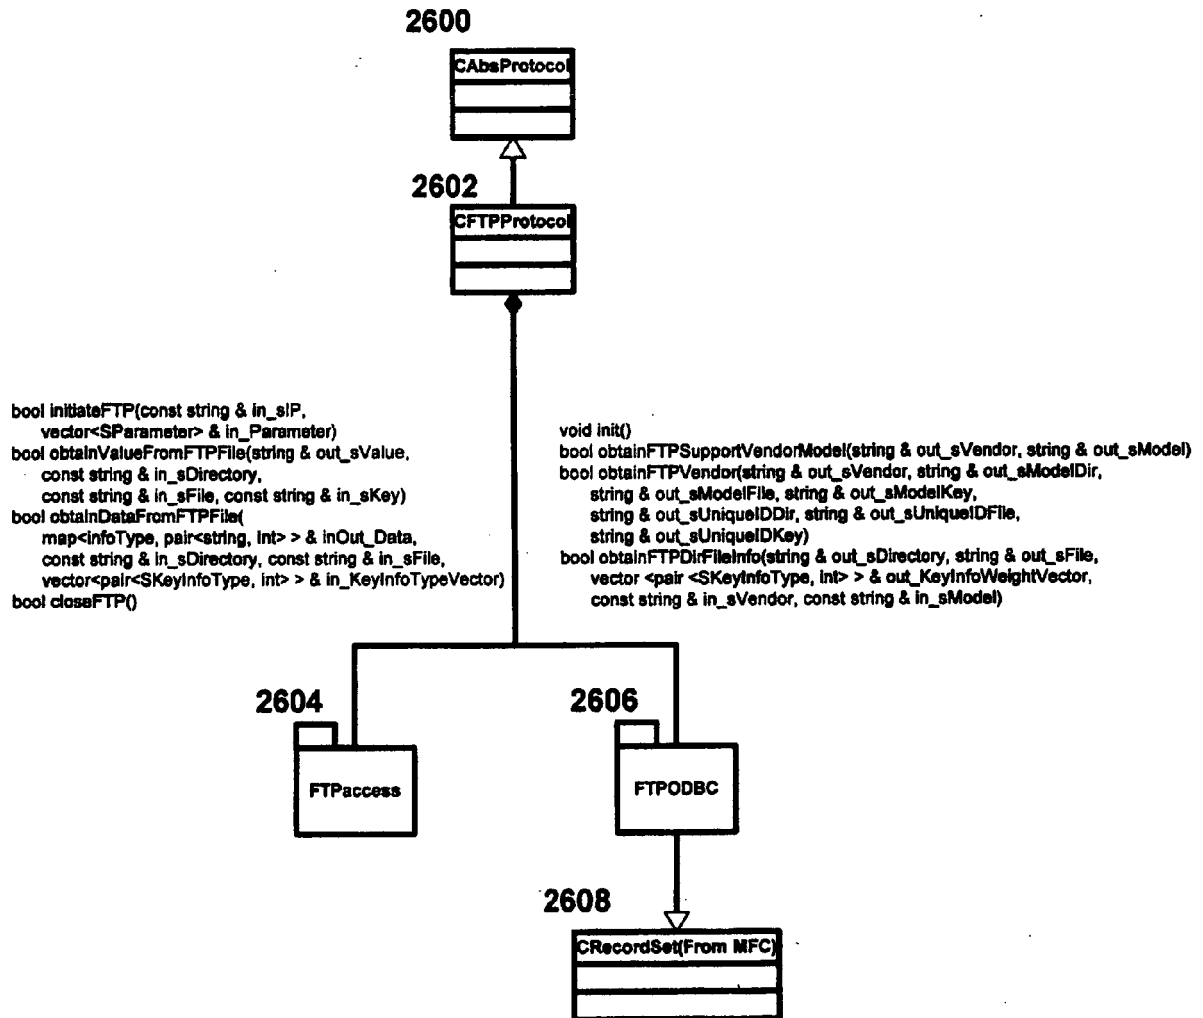 2600
CAbsProtocol
2602
CFTPProtocol
bool initiateFTP(const string & in_sIP,
vector<SParameter> & in_Parameter)
bool obtainValueFromFTPFile(string & out_sValue,
const string & in_sDirectory,
const string & in_sFile, const string & in_sKey)
bool obtainDataFromFTPFile(
map<infoType, pair<string, int> > & inOut_Data,
const string & in_sDirectory, const string & in_sFile,
vector<pair<SKeyInfoType, int> > & in_KeyInfoTypeVector)
bool closeFTP()
void init()
bool obtainFTPSupportVendorModel(string & out_sVendor, string & out_sModel)
bool obtainFTPVendor(string & out_sVendor, string & out_sModelDir,
string & out_sModelFile, string & out_sModelKey,
string & out_sUniqueIDDir, string & out_sUniqueIDFile,
string & out_sUniqueIDKey)
bool obtainFTPDirFileInfo(string & out_sDirectory, string & out_sFile,
vector <pair <SKeyInfoType, int> > & out_KeyInfoWeightVector,
const string & in_sVendor, const string & in_sModel)
2604
FTPaccess
2606
FTPODBC
2608
CRecordSet(From MFC)